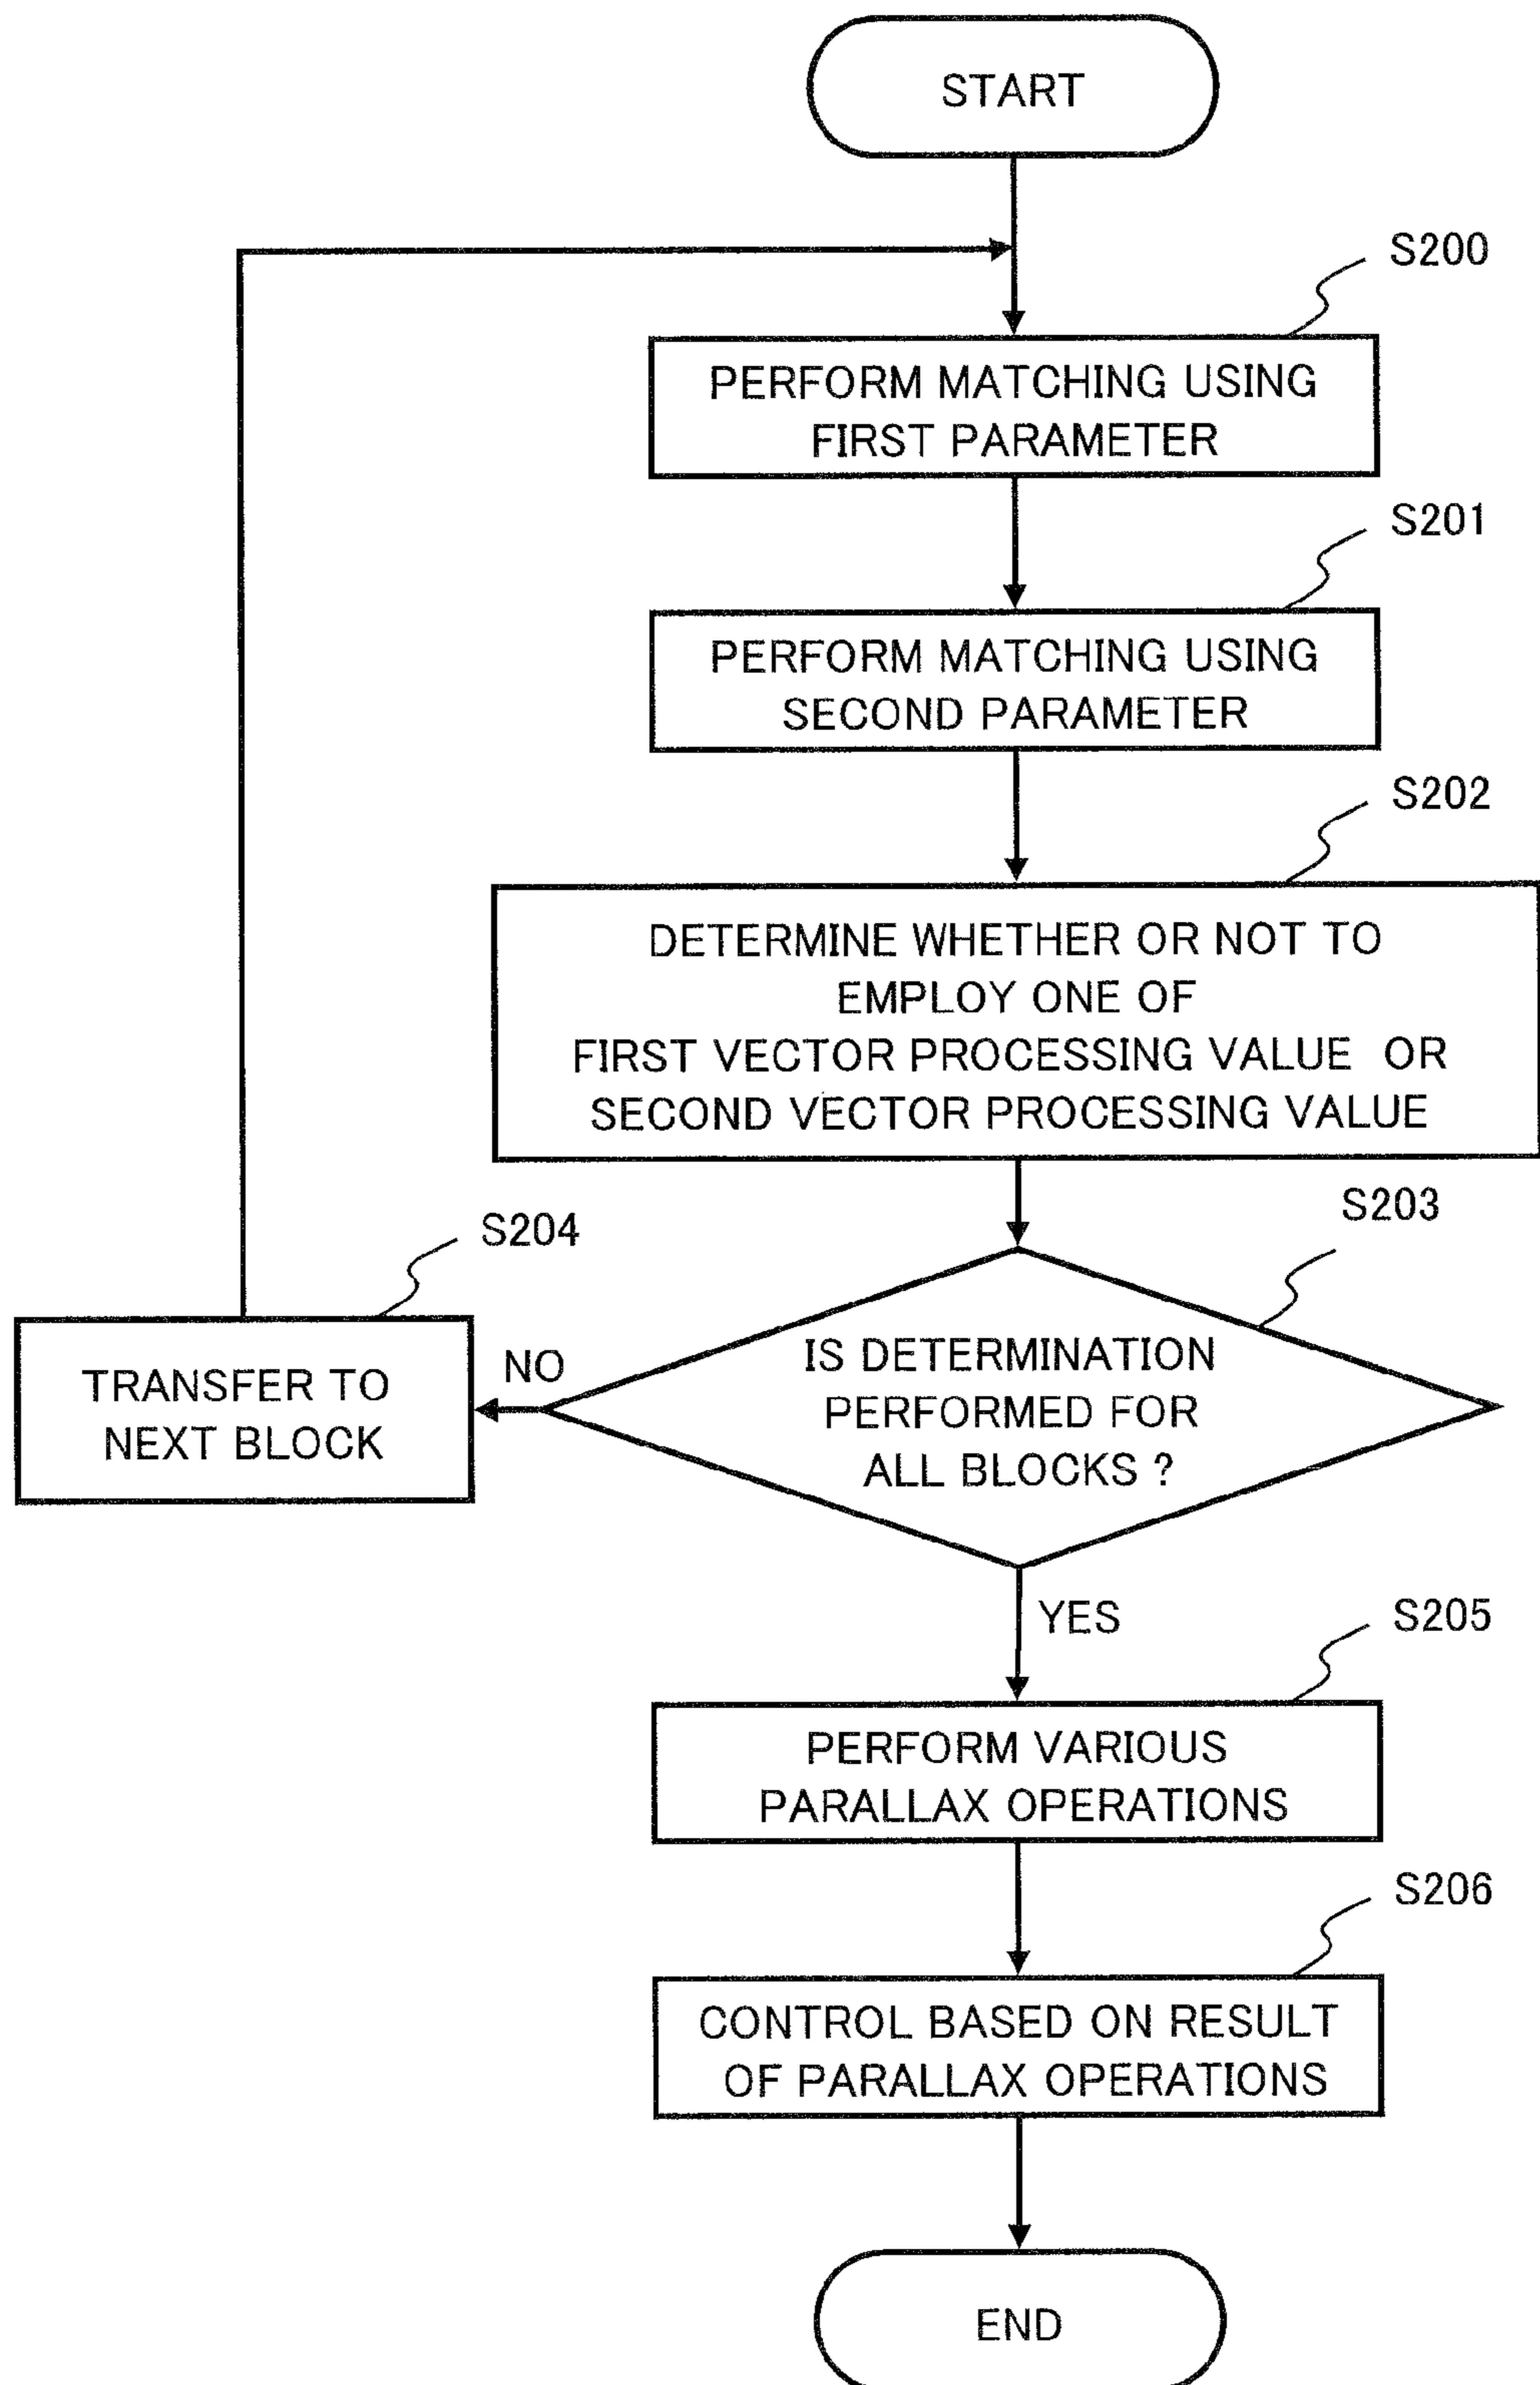 START
S200
PERFORM MATCHING USING
FIRST PARAMETER
S201
PERFORM MATCHING USING
SECOND PARAMETER
S202
DETERMINE WHETHER OR NOT TO
EMPLOY ONE OF
FIRST VECTOR PROCESSING VALUE OR
SECOND VECTOR PROCESSING VALUE
S203
IS DETERMINATION
PERFORMED FOR
ALL BLOCKS ?
NO
S204
TRANSFER TO
NEXT BLOCK
YES
S205
PERFORM VARIOUS
PARALLAX OPERATIONS
S206
CONTROL BASED ON RESULT
OF PARALLAX OPERATIONS
END